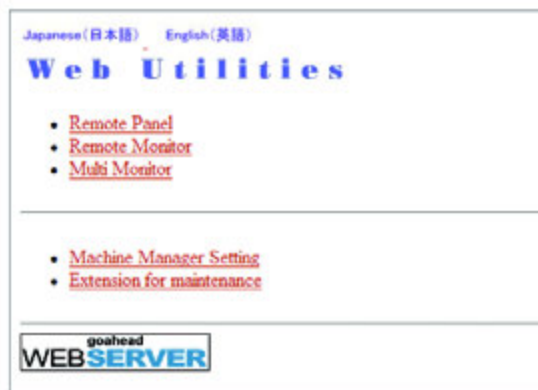 Japanese(日本語) English(英語)
Web Utilities
Remote Panel
Remote Monitor
Multi Monitor
Machine Manager Setting
Extension for maintenance
goahead
WEBSERVER